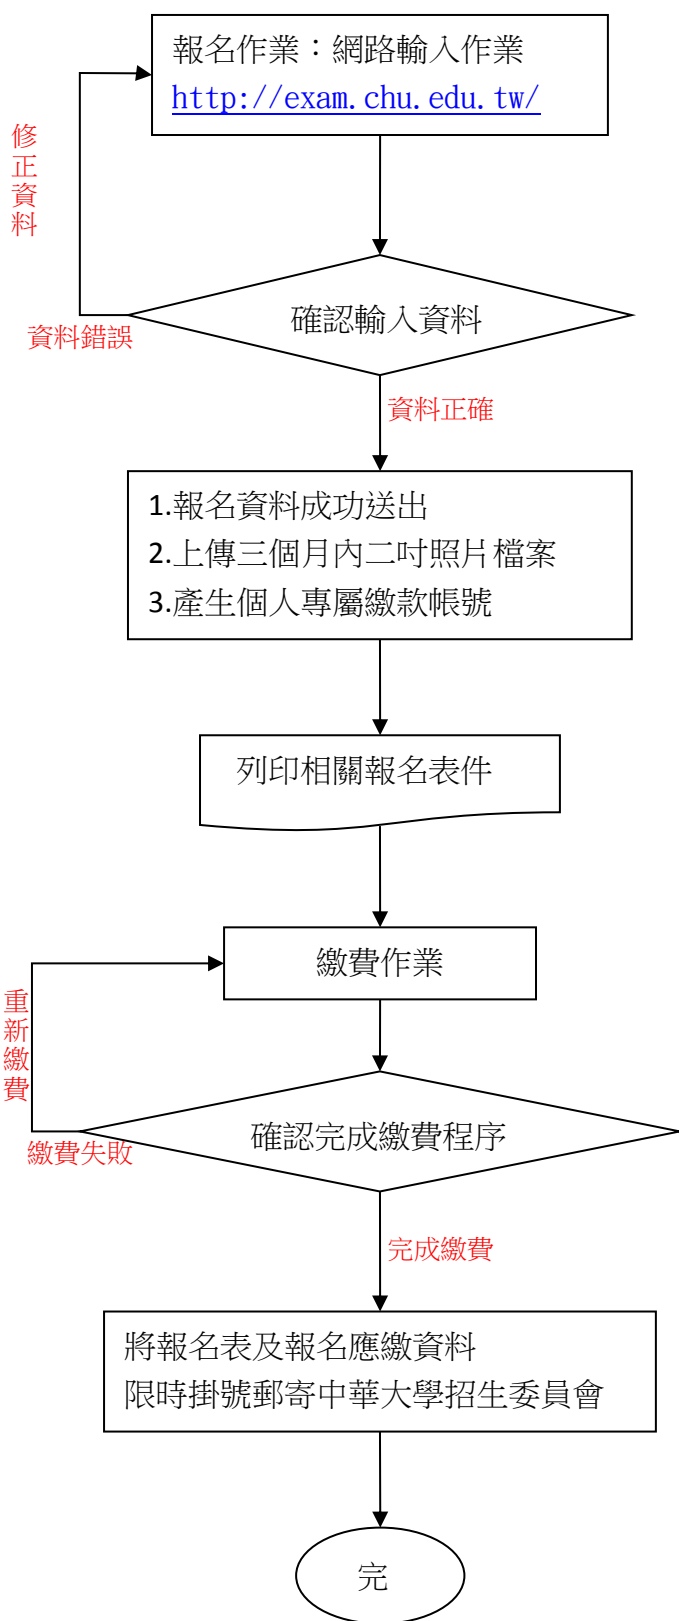 報名作業：網路輸入作業
http://exam.chu.edu.tw/
修正資料
確認輸入資料
資料錯誤
資料正確
1.報名資料成功送出
2.上傳三個月內二吋照片檔案
3.產生個人專屬繳款帳號
列印相關報名表件
繳費作業
重新繳費
確認完成繳費程序
繳費失敗
完成繳費
將報名表及報名應繳資料
限時掛號郵寄中華大學招生委員會
完